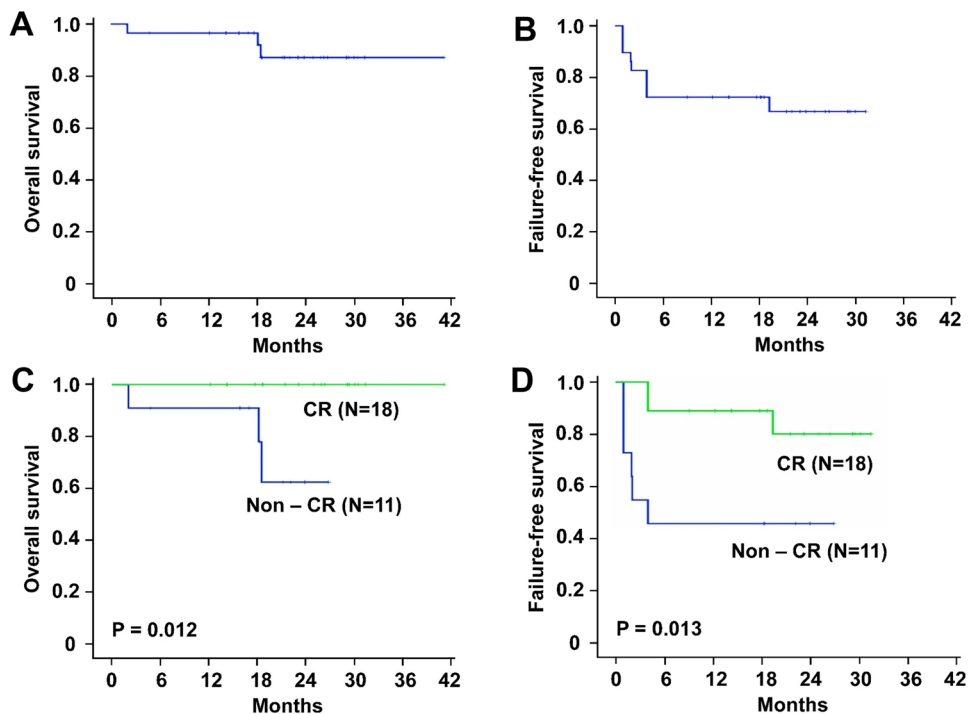 A
Overall survival
1.0
0.8
0.6
0.4
0.2
0
0 6 12 18 24 30 36 42
Months
B
Failure-free survival
1.0
0.8
0.6
0.4
0.2
0
0 6 12 18 24 30 36 42
Months
C
Overall survival
1.0
0.8
0.6
0.4
0.2
0
CR (N=18)
Non – CR (N=11)
P = 0.012
0 6 12 18 24 30 36 42
Months
D
Failure-free survival
1.0
0.8
0.6
0.4
0.2
0
CR (N=18)
Non – CR (N=11)
P = 0.013
0 6 12 18 24 30 36 42
Months